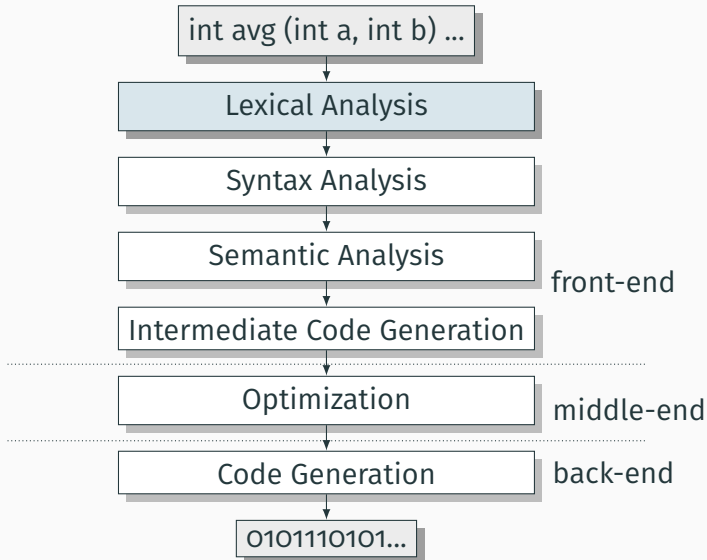 int avg (int a, int b) ...
Lexical Analysis
Syntax Analysis
Semantic Analysis
front-end
Intermediate Code Generation
Optimization
middle-end
Code Generation
back-end
0101110101...